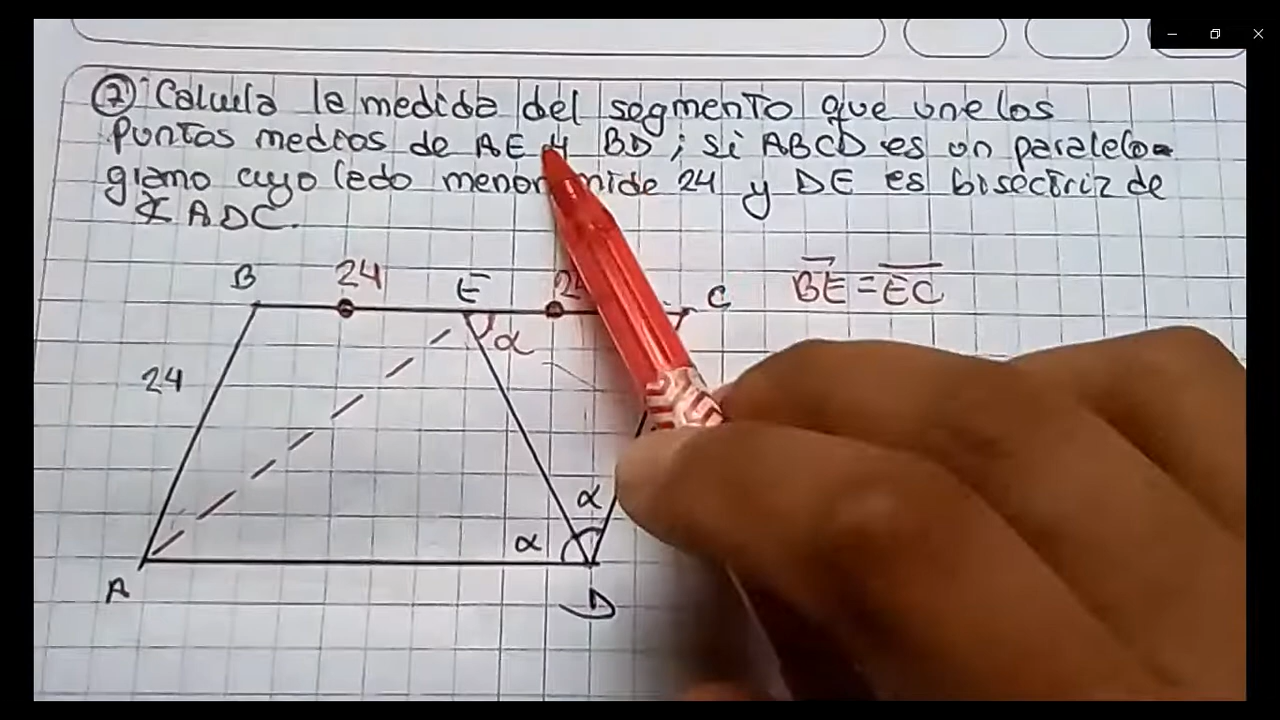 7 Calcula la medida del segmento que une los
puntos medios de AE y BD ; si ABCD es un paralelo-
gramo cuyo lado menor mide 24 y DE es bisectriz de
∡ ADC.
B 24 E 24 C BE = EC
α
24
α
α
A
D